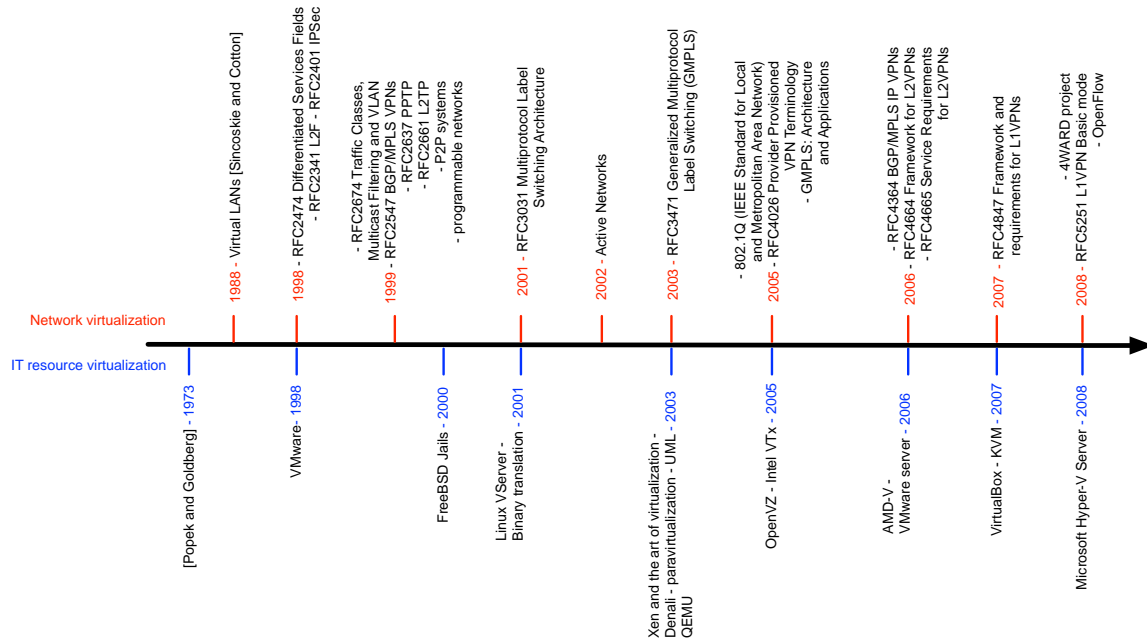 Network virtualization
IT resource virtualization
1988 - Virtual LANs [Sincoskie and Cotton]
1998 - RFC2474 Differentiated Services Fields
- RFC2341 L2F - RFC2401 IPSec
- RFC2674 Traffic Classes,
Multicast Filtering and VLAN
1999 - RFC2547 BGP/MPLS VPNs
- RFC2637 PPTP
- RFC2661 L2TP
- P2P systems
- programmable networks
2001 - RFC3031 Multiprotocol Label
Switching Architecture
2002 - Active Networks
2003 - RFC3471 Generalized Multiprotocol
Label Switching (GMPLS)
- 802.1Q (IEEE Standard for Local
and Metropolitan Area Network)
2005 - RFC4026 Provider Provisioned
VPN Terminology
- GMPLS: Architecture
and Applications
- RFC4364 BGP/MPLS IP VPNs
2006 - RFC4664 Framework for L2VPNs
- RFC4665 Service Requirements
for L2VPNs
2007 - RFC4847 Framework and
requirements for L1VPNs
- 4WARD project
2008 - RFC5251 L1VPN Basic mode
- OpenFlow
[Popek and Goldberg] - 1973
VMware- 1998
FreeBSD Jails - 2000
Linux VServer -
Binary translation - 2001
Xen and the art of virtualization -
Denali - paravirtualization - UML - 2003
QEMU
OpenVZ - Intel VTx - 2005
AMD-V -
VMware server - 2006
VirtualBox - KVM - 2007
Microsoft Hyper-V Server - 2008